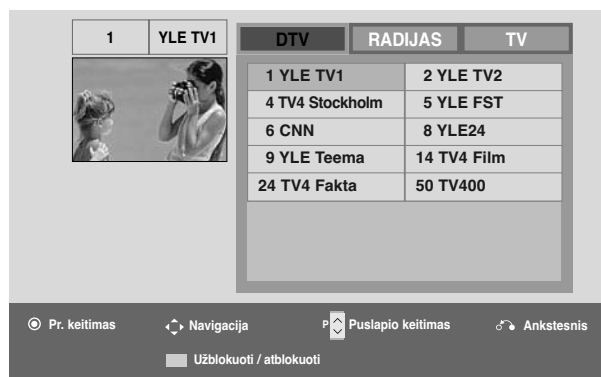 1 YLE TV1 DTV RADIJAS TV
1 YLE TV1 2 YLE TV2
4 TV4 Stockholm 5 YLE FST
6 CNN 8 YLE24
9 YLE Teema 14 TV4 Film
24 TV4 Fakta 50 TV400
Pr. keitimas Navigacija P Puslapio keitimas Ankstesnis
Užblokuoti / atblokuoti